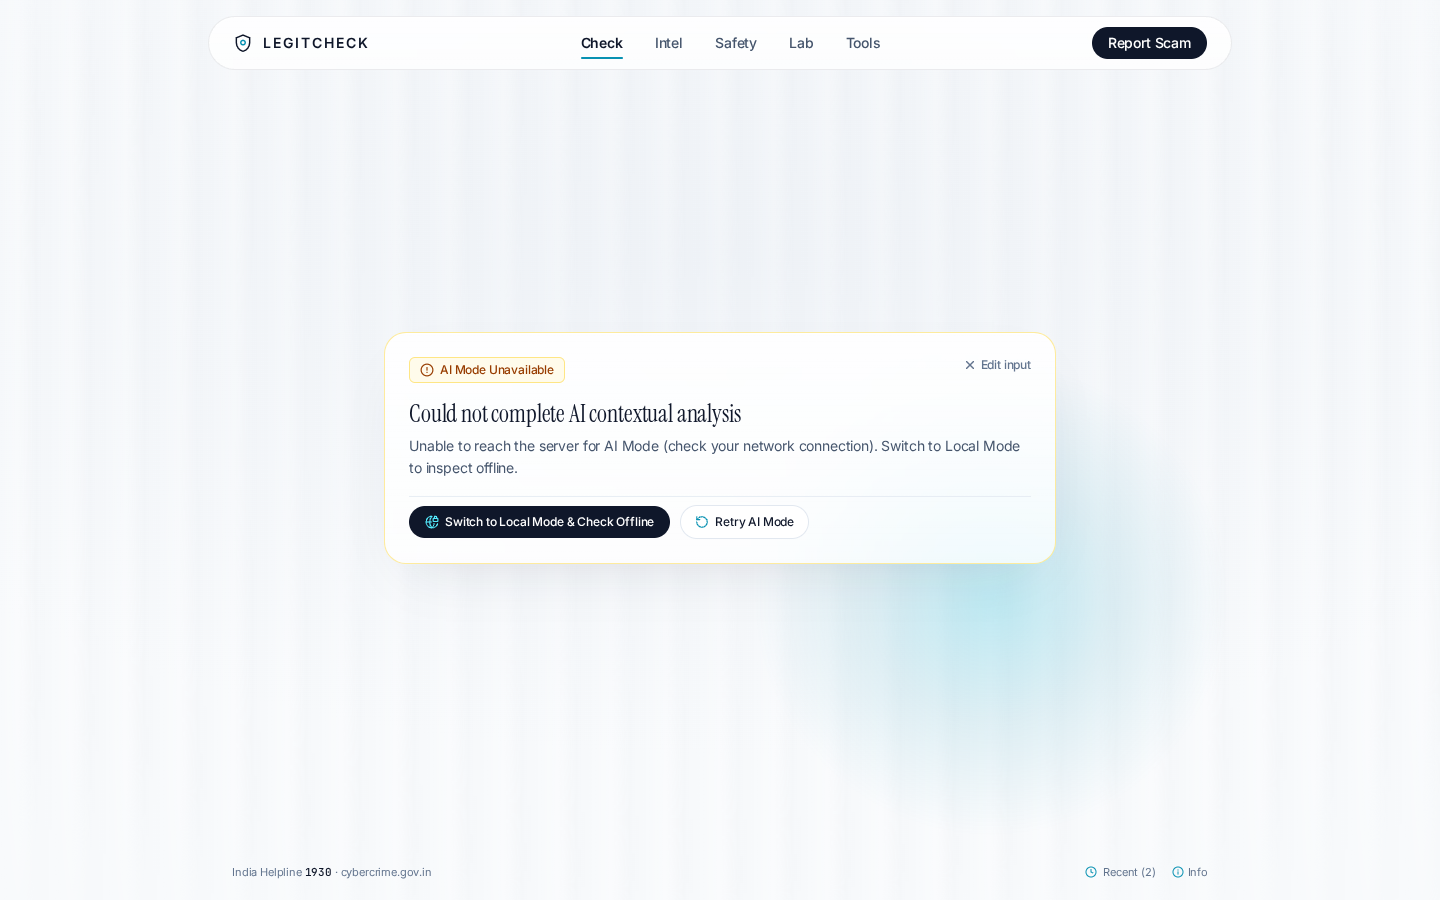 LEGITCHECK
Check
Intel
Safety
Lab
Tools
Report Scam
AI Mode Unavailable
Edit input
Could not complete AI contextual analysis
Unable to reach the server for AI Mode (check your network connection). Switch to Local Mode
to inspect offline.
Switch to Local Mode & Check Offline
Retry AI Mode
India Helpline 1930 · cybercrime.gov.in
Recent (2)
Info